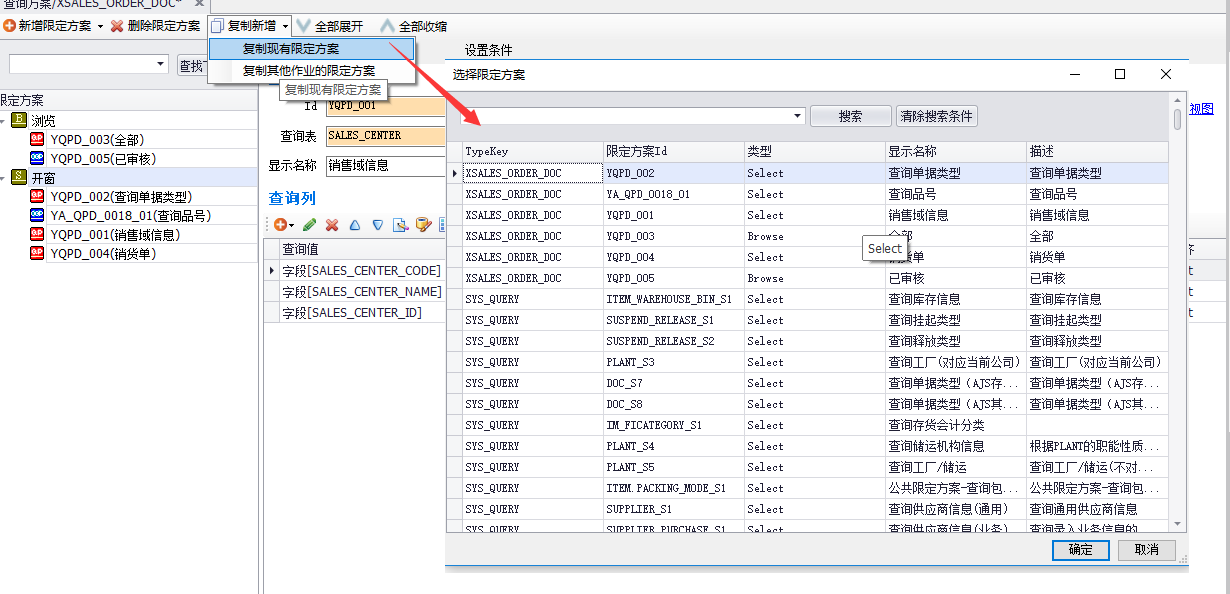 查询方案/XSALES_ORDER_DOC*
新增限定方案 删除限定方案 复制新增 全部展开 全部收缩
复制现有限定方案
复制其他作业的限定方案
复制现有限定方案
设置条件
限定方案
B 浏览
YQPD_003(全部)
YQPD_005(已审核)
S 开窗
YQPD_002(查询单据类型)
YA_QPD_0018_01(查询品号)
YQPD_001(销售域信息)
YQPD_004(销货单)
Id YQPD_001
查询表 SALES_CENTER
显示名称 销售域信息
查询列
查询值
字段[SALES_CENTER_CODE]
字段[SALES_CENTER_NAME]
字段[SALES_CENTER_ID]
视图
选择限定方案
搜索 清除搜索条件
TypeKey 限定方案Id 类型 显示名称 描述
XSALES_ORDER_DOC YQPD_002 Select 查询单据类型 查询单据类型
XSALES_ORDER_DOC YA_QPD_0018_01 Select 查询品号 查询品号
XSALES_ORDER_DOC YQPD_001 Select 销售域信息 销售域信息
XSALES_ORDER_DOC YQPD_003 Browse 全部
XSALES_ORDER_DOC YQPD_004 Select 销货单
XSALES_ORDER_DOC YQPD_005 Browse 已审核 已审核
Select
SYS_QUERY ITEM_WAREHOUSE_BIN_S1 Select 查询库存信息 查询库存信息
SYS_QUERY SUSPEND_RELEASE_S1 Select 查询挂起类型 查询挂起类型
SYS_QUERY SUSPEND_RELEASE_S2 Select 查询释放类型 查询释放类型
SYS_QUERY PLANT_S3 Select 查询工厂(对应当前公司) 查询工厂(对应当前公司)
SYS_QUERY DOC_S7 Select 查询单据类型（AJS存... 查询单据类型（AJS存...
SYS_QUERY DOC_S8 Select 查询单据类型（AJS其... 查询单据类型（AJS其...
SYS_QUERY IM_FICATEGORY_S1 Select 查询存货会计分类
SYS_QUERY PLANT_S4 Select 查询储运机构信息 根据PLANT的职能性质...
SYS_QUERY PLANT_S5 Select 查询工厂/储运 查询工厂/储运(不对...
SYS_QUERY ITEM.PACKING_MODE_S1 Select 公共限定方案-查询包... 公共限定方案-查询包...
SYS_QUERY SUPPLIER_S1 Select 查询供应商信息(通用) 查询通用供应商信息
SYS_QUERY SUPPLIER_PURCHASE_S1 Select 查询供应商信息(业务) 查询录入业务信息的
确定 取消